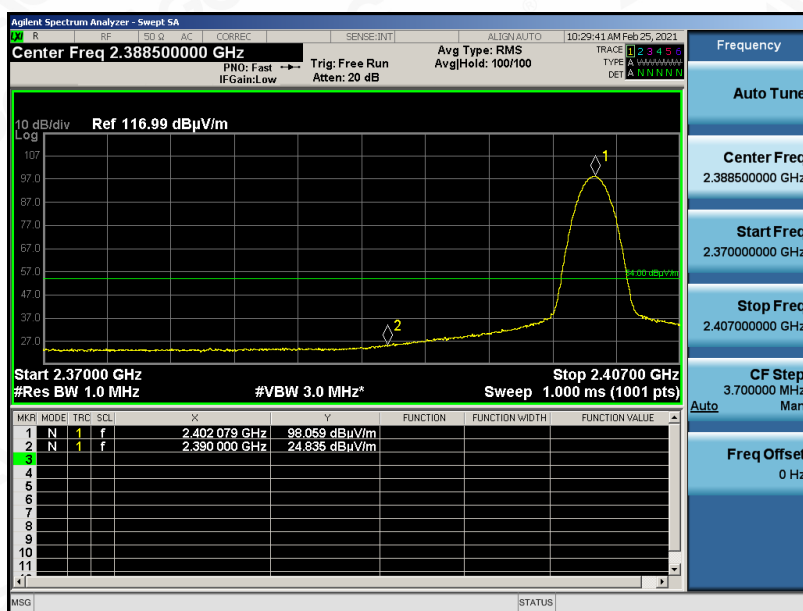 Agilent Spectrum Analyzer - Swept SA
LXI R RF 50 Ω AC CORREC SENSE:INT ALIGN AUTO 10:29:41 AM Feb 25, 2021
Center Freq 2.388500000 GHz
PNO: Fast
IFGain:Low
Trig: Free Run
Atten: 20 dB
Avg Type: RMS
Avg|Hold: 100/100
TRACE 1 2 3 4 5 6
TYPE A
DET A N N N N N
Frequency
Auto Tune
Center Freq
2.388500000 GHz
Start Freq
2.370000000 GHz
Stop Freq
2.407000000 GHz
CF Step
3.700000 MHz
Auto Man
Freq Offset
0 Hz
10 dB/div Ref 116.99 dBµV/m
Log
107
97.0
87.0
77.0
67.0
57.0
47.0
37.0
27.0
1
2
54.00 dBµV/m
Start 2.37000 GHz Stop 2.40700 GHz
#Res BW 1.0 MHz #VBW 3.0 MHz* Sweep 1.000 ms (1001 pts)
MKR MODE TRC SCL X Y FUNCTION FUNCTION WIDTH FUNCTION VALUE
1 N 1 f 2.402 079 GHz 98.059 dBuV/m
2 N 1 f 2.390 000 GHz 24.835 dBuV/m
3
4
5
6
7
8
9
10
11
MSG STATUS